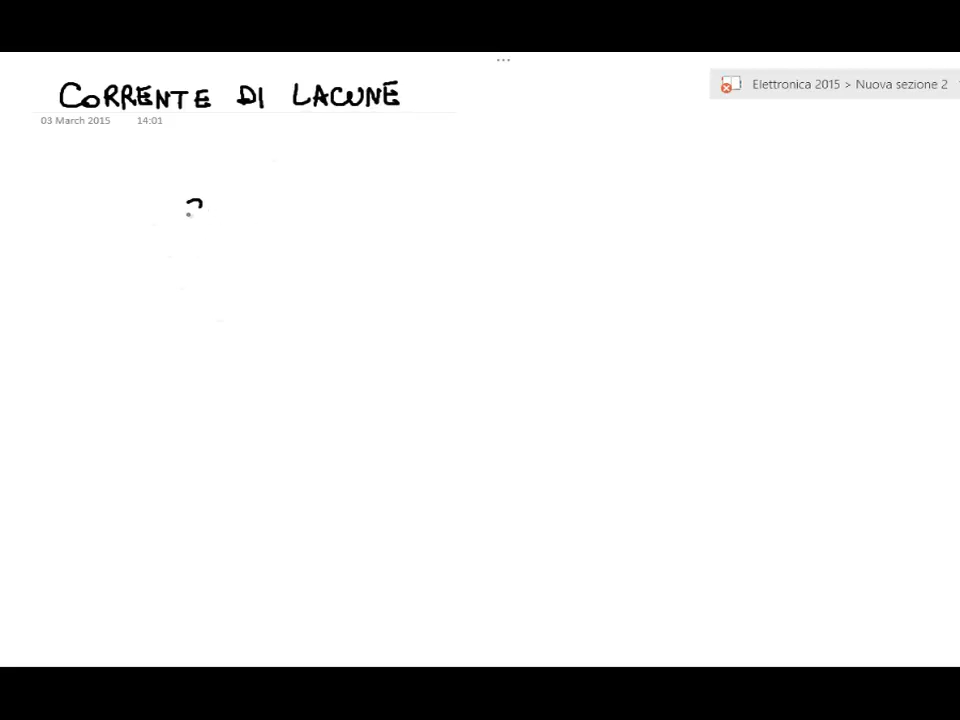 CORRENTE DI LACUNE
Elettronica 2015 > Nuova sezione 2
03 March 2015 14:01